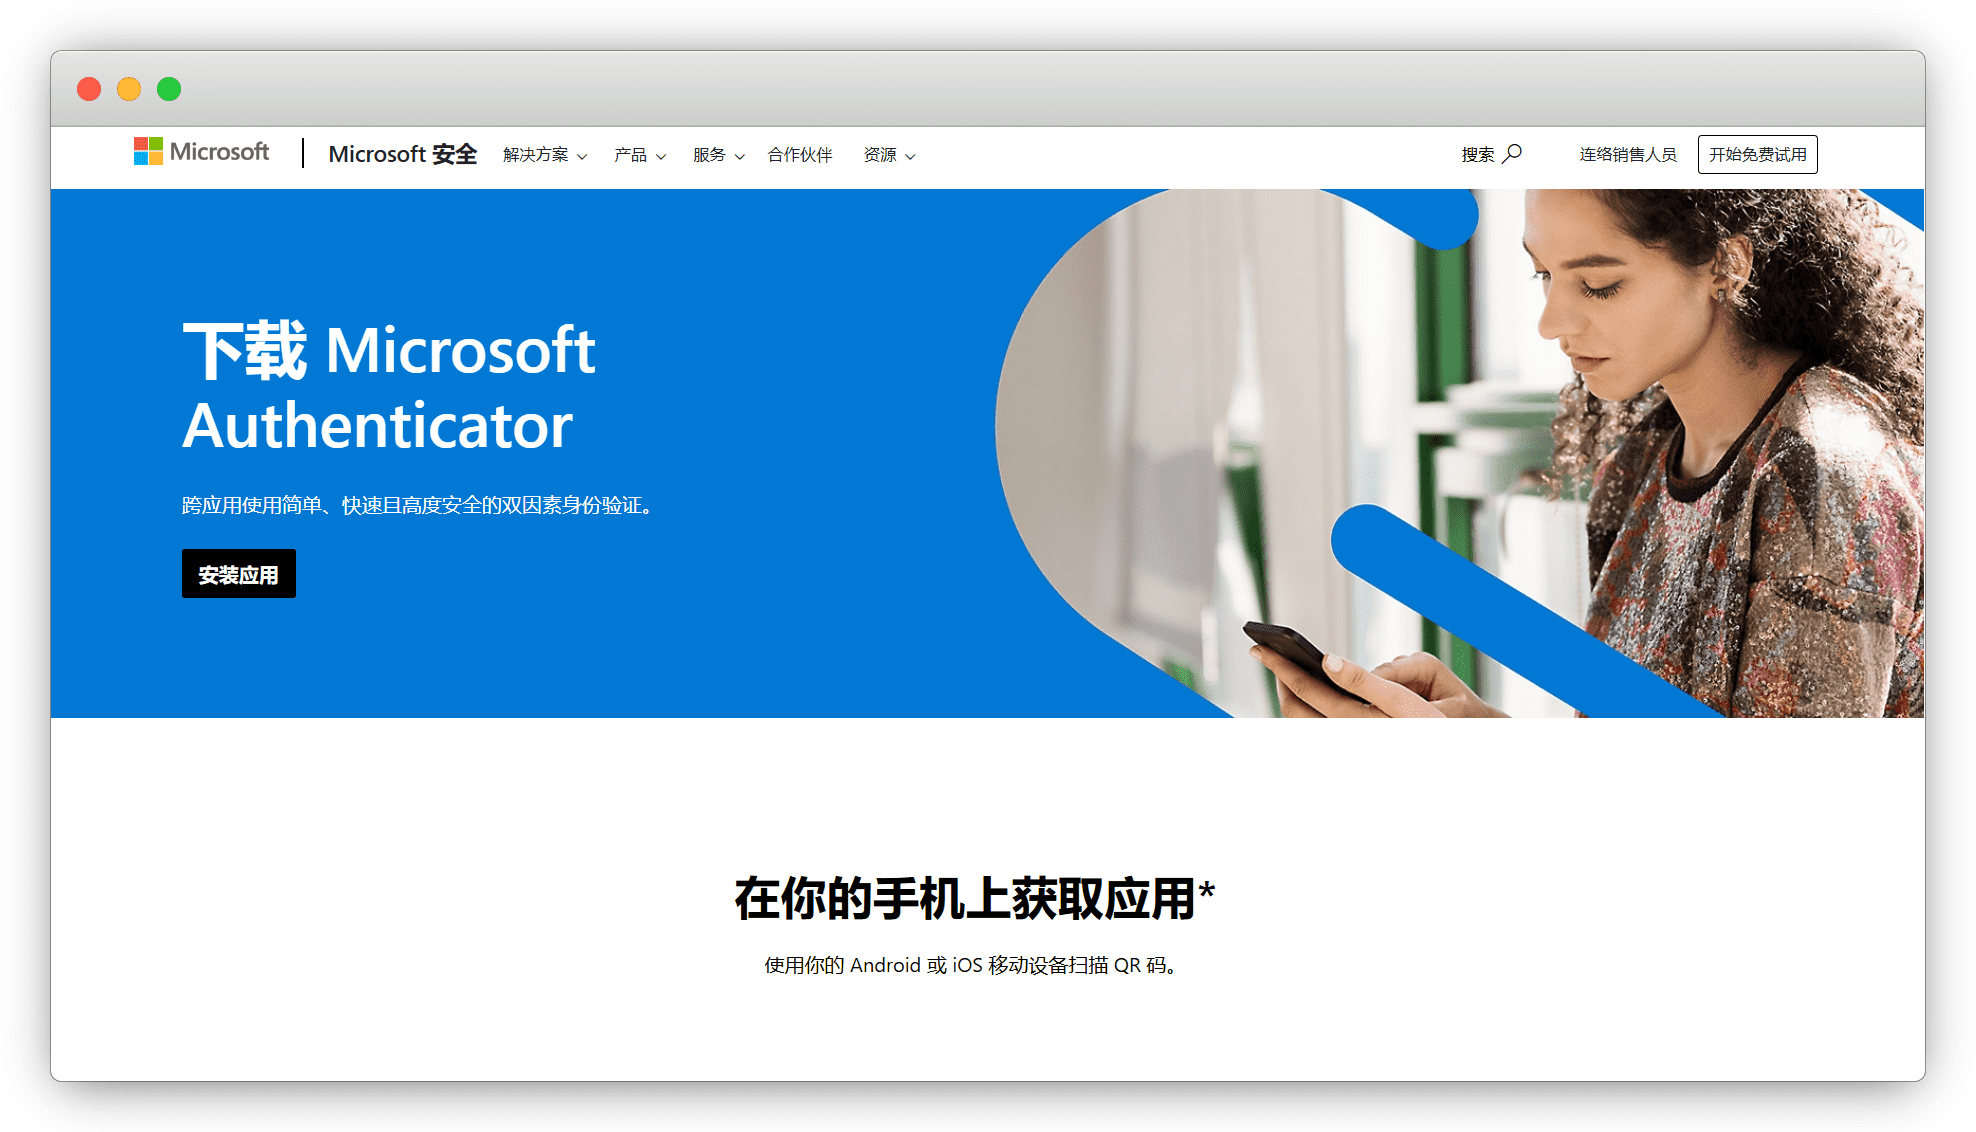 Microsoft
Microsoft 安全
解决方案
产品
服务
合作伙伴
资源
搜索
连络销售人员
开始免费试用
下载 Microsoft
Authenticator
跨应用使用简单、快速且高度安全的双因素身份验证。
安装应用
在你的手机上获取应用*
使用你的 Android 或 iOS 移动设备扫描 QR 码。